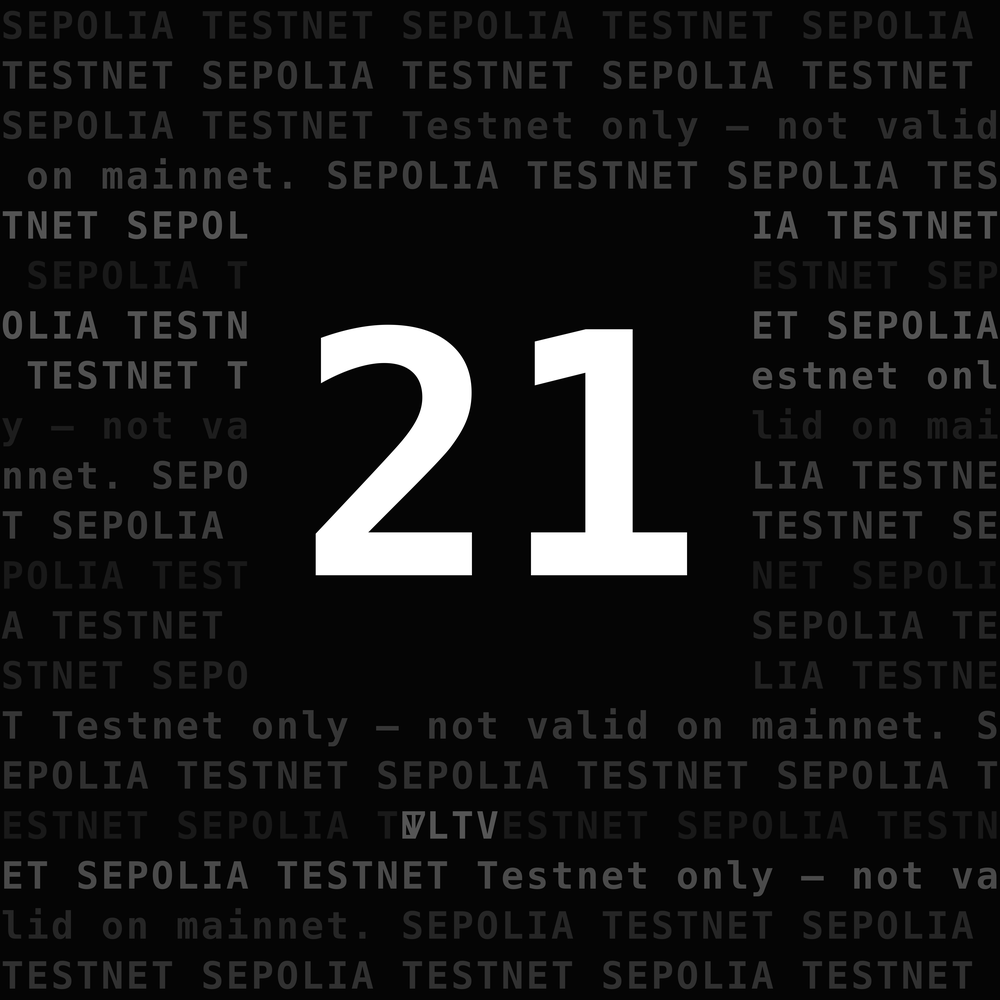 SEPOLIA TESTNET SEPOLIA TESTNET SEPOLIA
TESTNET SEPOLIA TESTNET SEPOLIA TESTNET
SEPOLIA TESTNET Testnet only — not valid
on mainnet. SEPOLIA TESTNET SEPOLIA TES
TNET SEPOL IA TESTNET
SEPOLIA T ESTNET SEP
OLIA TESTN ET SEPOLIA
TESTNET T estnet onl
21
y — not va lid on mai
nnet. SEPO LIA TESTNE
T SEPOLIA TESTNET SE
POLIA TEST NET SEPOLI
A TESTNET SEPOLIA TE
STNET SEPO LIA TESTNE
T Testnet only — not valid on mainnet. S
EPOLIA TESTNET SEPOLIA TESTNET SEPOLIA T
ESTNET SEPOLIA T VLTV ESTNET SEPOLIA TESTN
ET SEPOLIA TESTNET Testnet only — not va
lid on mainnet. SEPOLIA TESTNET SEPOLIA
TESTNET SEPOLIA TESTNET SEPOLIA TESTNET